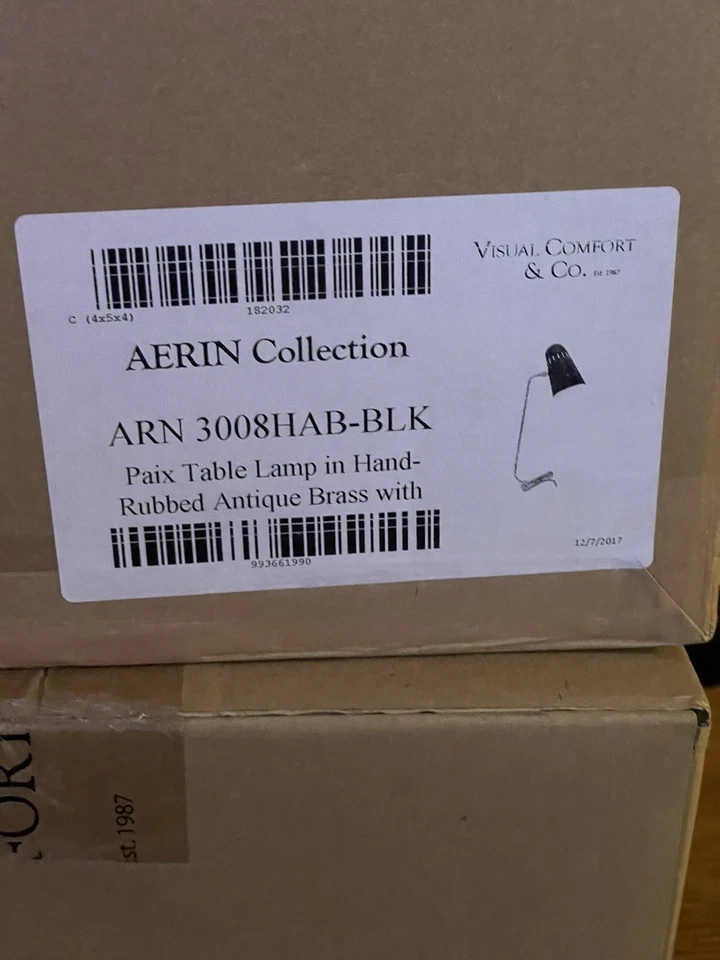 VISUAL COMFORT
& CO. Est. 1987
C (4x5x4)
182032
AERIN Collection
ARN 3008HAB-BLK
Paix Table Lamp in Hand-
Rubbed Antique Brass with
993661990
12/7/2017
ORT
st. 1987